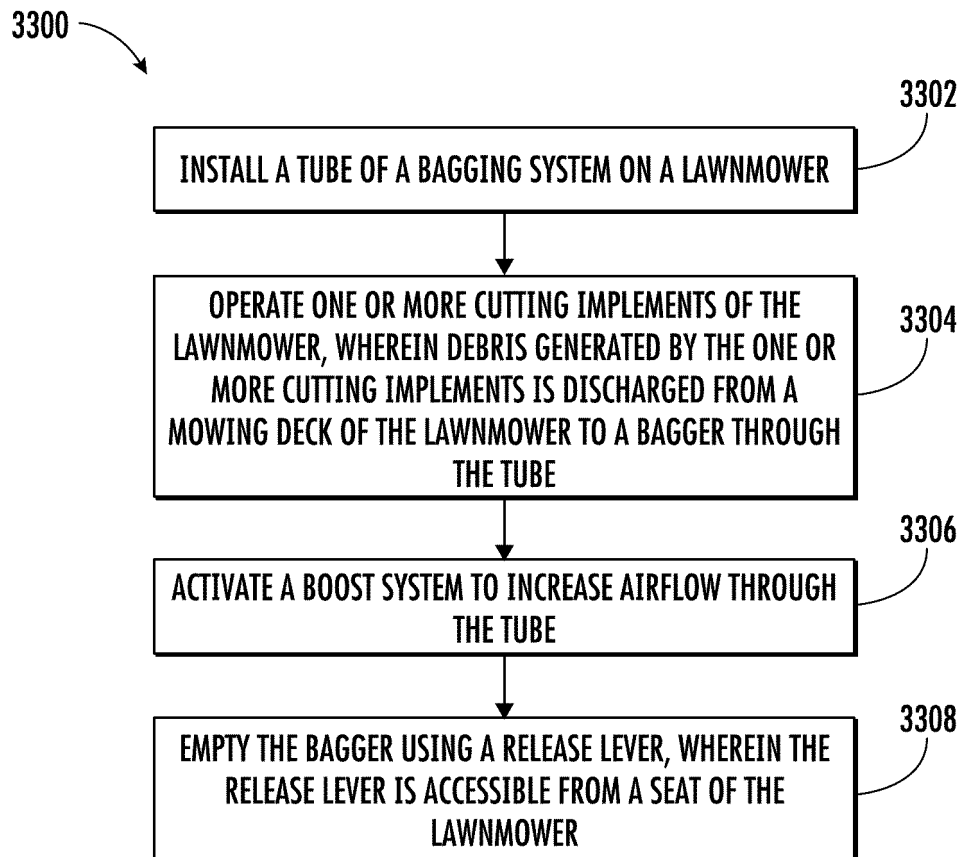 3300
3302
INSTALL A TUBE OF A BAGGING SYSTEM ON A LAWNMOWER
OPERATE ONE OR MORE CUTTING IMPLEMENTS OF THE
LAWNMOWER, WHEREIN DEBRIS GENERATED BY THE ONE OR
MORE CUTTING IMPLEMENTS IS DISCHARGED FROM A
MOWING DECK OF THE LAWNMOWER TO A BAGGER THROUGH
THE TUBE
3304
3306
ACTIVATE A BOOST SYSTEM TO INCREASE AIRFLOW THROUGH
THE TUBE
3308
EMPTY THE BAGGER USING A RELEASE LEVER, WHEREIN THE
RELEASE LEVER IS ACCESSIBLE FROM A SEAT OF THE
LAWNMOWER